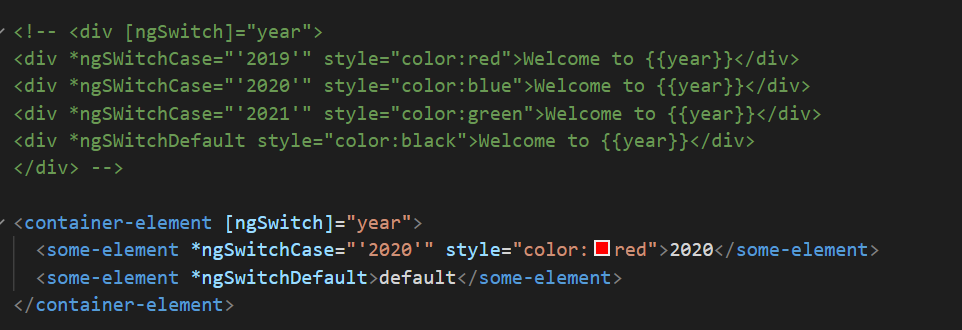 <!-- <div [ngSwitch]="year">
<div *ngSWitchCase="'2019'" style="color:red">Welcome to {{year}}</div>
<div *ngSWitchCase="'2020'" style="color:blue">Welcome to {{year}}</div>
<div *ngSWitchCase="'2021'" style="color:green">Welcome to {{year}}</div>
<div *ngSWitchDefault style="color:black">Welcome to {{year}}</div>
</div> -->
<container-element [ngSwitch]="year">
<some-element *ngSwitchCase="'2020'" style="color:red">2020</some-element>
<some-element *ngSwitchDefault>default</some-element>
</container-element>